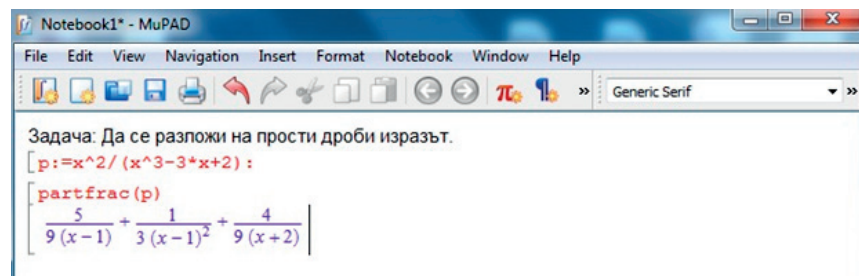 Notebook1* - MuPAD
File Edit View Navigation Insert Format Notebook Window Help
π ¶ » Generic Serif »
Задача: Да се разложи на прости дроби изразът.
p:=x^2/(x^3-3*x+2):
partfrac(p)
5/(9 (x − 1)) + 1/(3 (x − 1)²) + 4/(9 (x + 2))